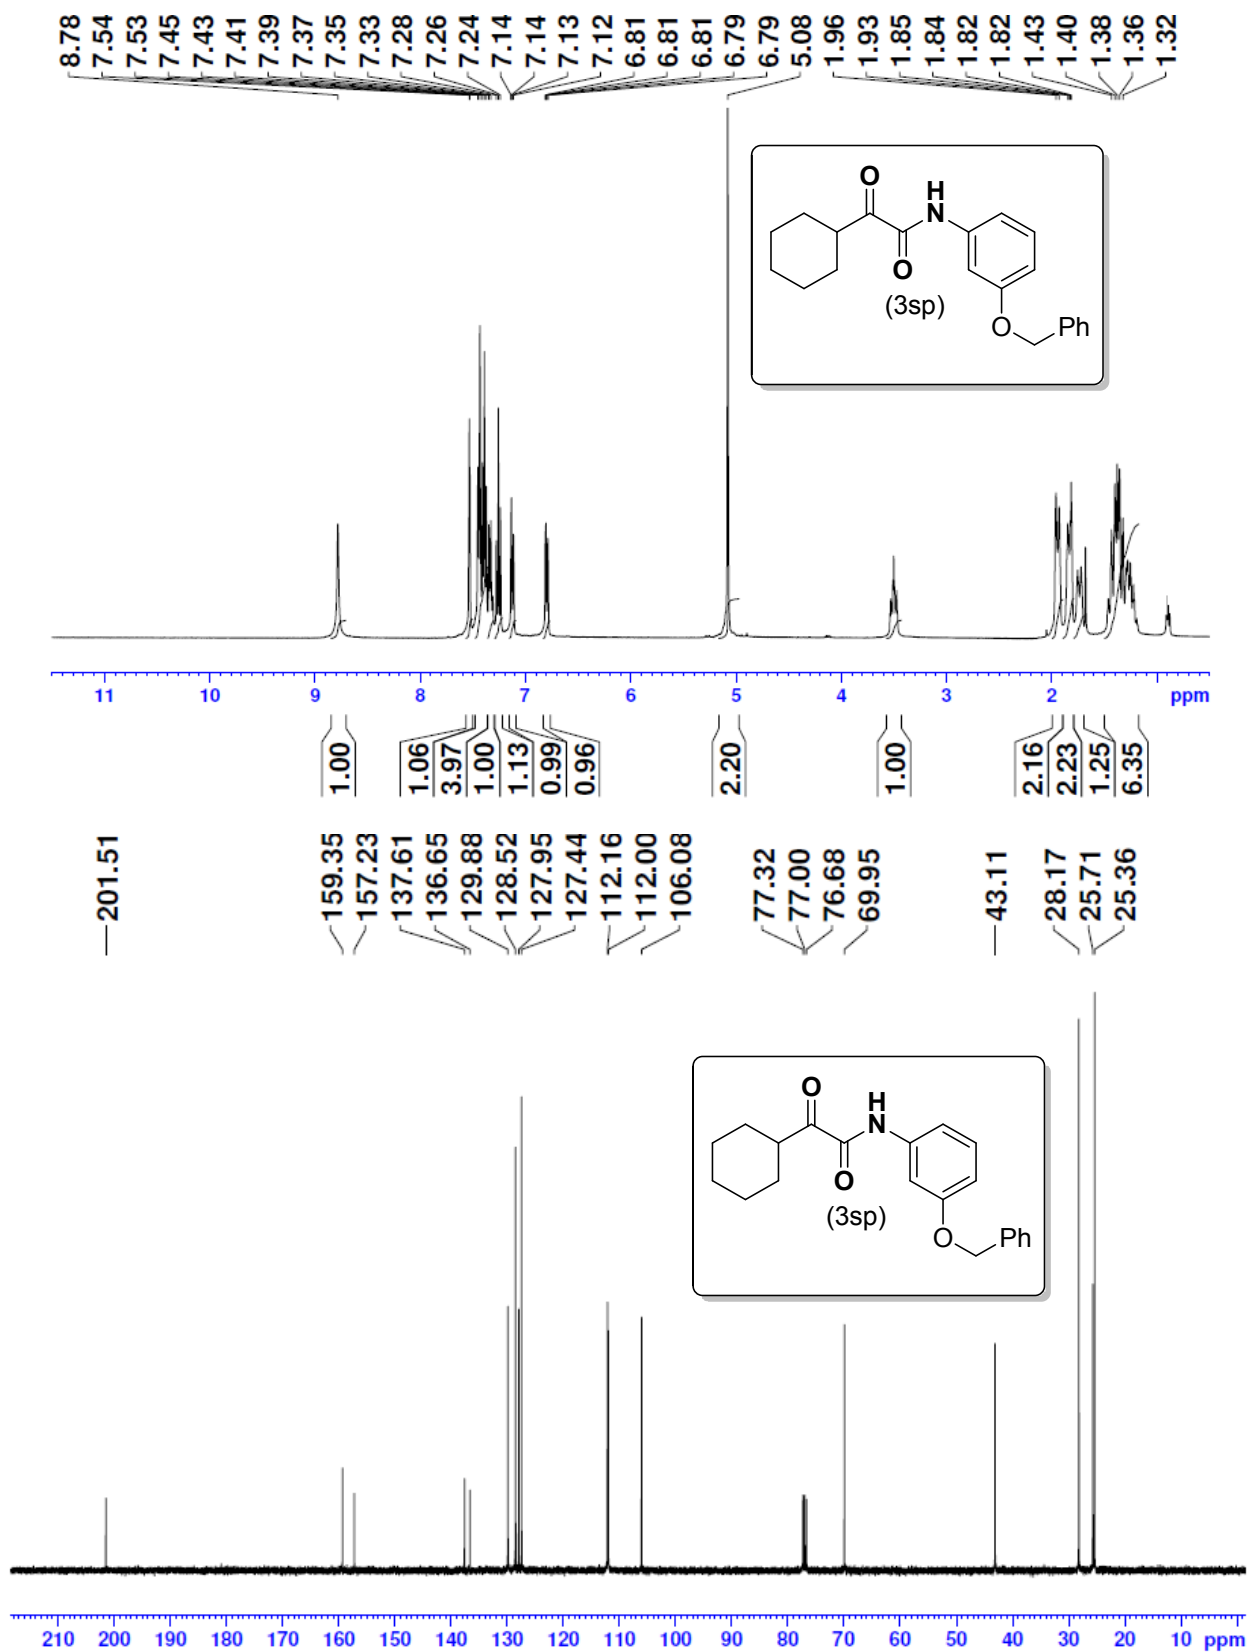 8.78 7.54 7.53 7.45 7.43 7.41 7.39 7.37 7.35 7.33 7.28 7.26 7.24 7.14 7.14 7.13 7.12 6.81 6.81 6.81 6.79 6.79 5.08 1.96 1.93 1.85 1.84 1.82 1.82 1.43 1.40 1.38 1.36 1.32
O
H
N
O
(3sp)
O Ph
11 10 9 8 7 6 5 4 3 2 ppm
1.00 1.06 3.97 1.00 1.13 0.99 0.96 2.20 1.00 2.16 2.23 1.25 6.35
201.51 159.35 157.23 137.61 136.65 129.88 128.52 127.95 127.44 112.16 112.00 106.08 77.32 77.00 76.68 69.95 43.11 28.17 25.71 25.36
O
H
N
O
(3sp)
O Ph
210 200 190 180 170 160 150 140 130 120 110 100 90 80 70 60 50 40 30 20 10 ppm